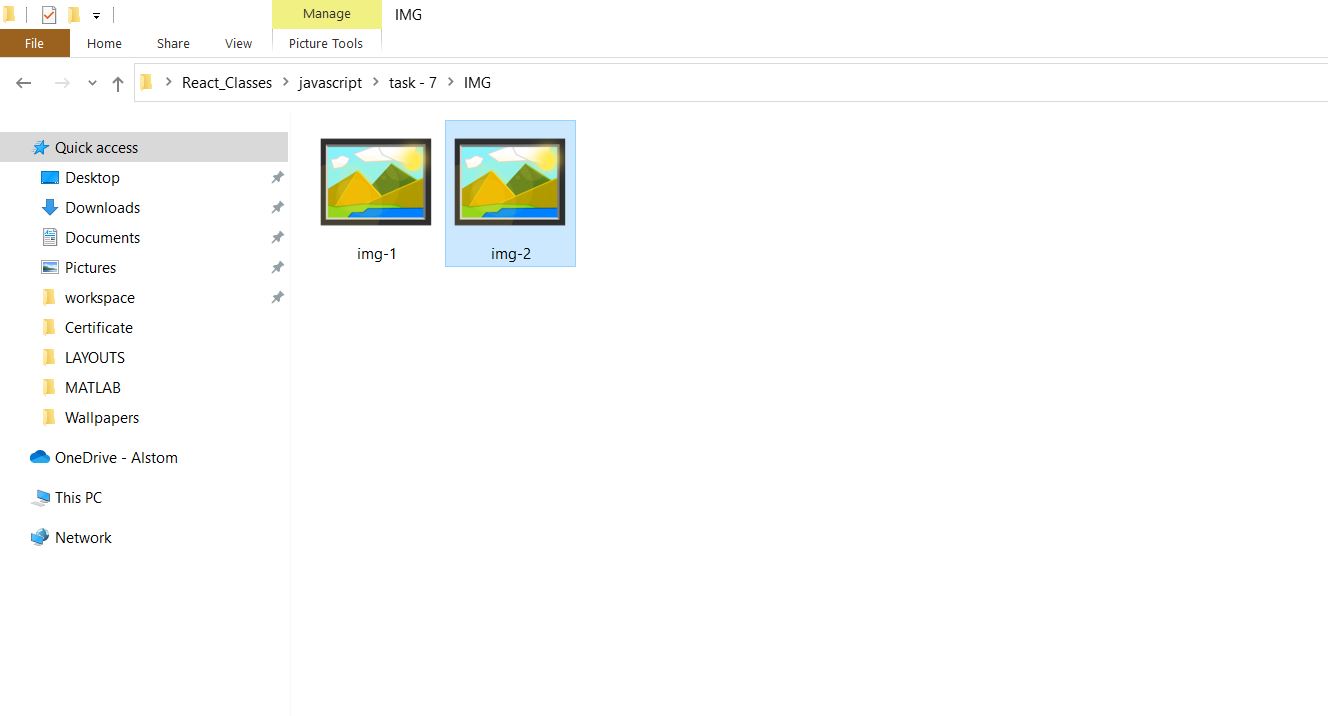 Manage IMG
File Home Share View Picture Tools
React_Classes javascript task - 7 IMG
Quick access
Desktop
Downloads
Documents
Pictures
workspace
Certificate
LAYOUTS
MATLAB
Wallpapers
OneDrive - Alstom
This PC
Network
img-1 img-2